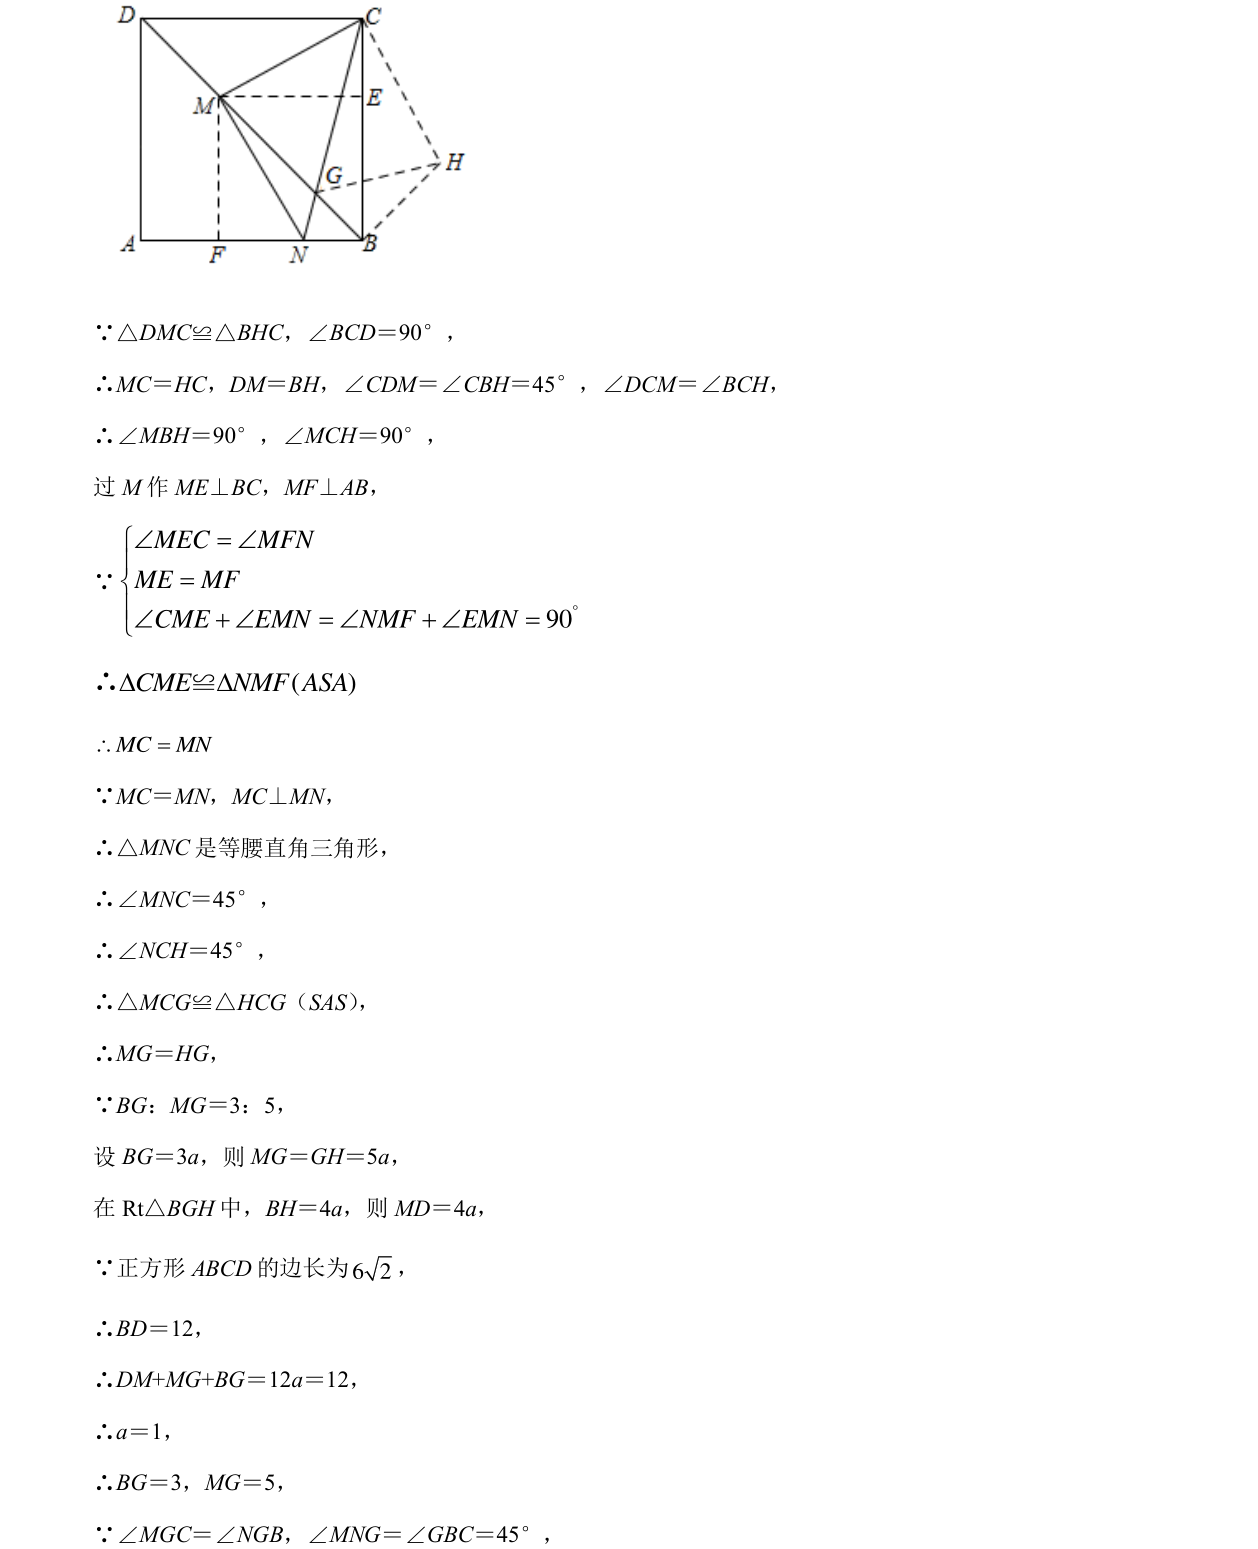 D
C
M
E
G
H
A
F
N
B
∵△DMC≌△BHC，∠BCD＝90°，
∴MC＝HC，DM＝BH，∠CDM＝∠CBH＝45°，∠DCM＝∠BCH，
∴∠MBH＝90°，∠MCH＝90°，
过 M 作 ME⊥BC，MF⊥AB，
∠MEC = ∠MFN
∵{ME = MF
∠CME + ∠EMN = ∠NMF + ∠EMN = 90°
∴ΔCME≌ΔNMF(ASA)
∴MC = MN
∵MC＝MN，MC⊥MN，
∴△MNC 是等腰直角三角形，
∴∠MNC＝45°，
∴∠NCH＝45°，
∴△MCG≌△HCG（SAS），
∴MG＝HG，
∵BG：MG＝3：5，
设 BG＝3a，则 MG＝GH＝5a，
在 Rt△BGH 中，BH＝4a，则 MD＝4a，
∵正方形 ABCD 的边长为6√2，
∴BD＝12，
∴DM+MG+BG＝12a＝12，
∴a＝1，
∴BG＝3，MG＝5，
∵∠MGC＝∠NGB，∠MNG＝∠GBC＝45°，